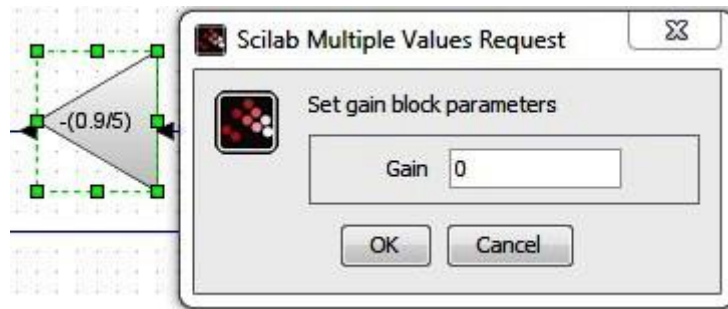 Scilab Multiple Values Request
-(0.9/5)
Set gain block parameters
Gain 0
OK Cancel